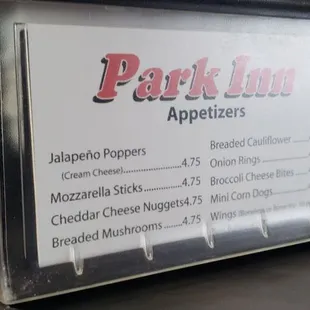 Park Inn
Appetizers
Jalapeño Poppers
(Cream Cheese)........................4.75
Mozzarella Sticks................4.75
Cheddar Cheese Nuggets4.75
Breaded Mushrooms.....4.75
Breaded Caulliflower
Onion Rings
Broccoli Cheese Bites
Mini Corn Dogs
Wings